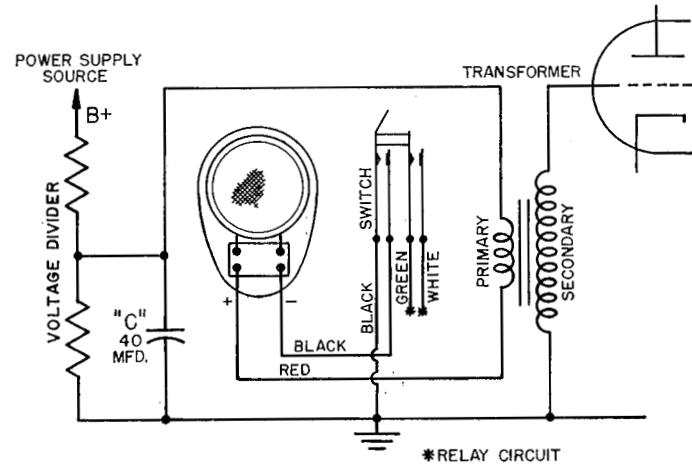 POWER SUPPLY
SOURCE
B+
TRANSFORMER
VOLTAGE DIVIDER
"C"
40
MFD.
+
−
SWITCH
BLACK
GREEN
WHITE
PRIMARY
SECONDARY
BLACK
RED
*RELAY CIRCUIT